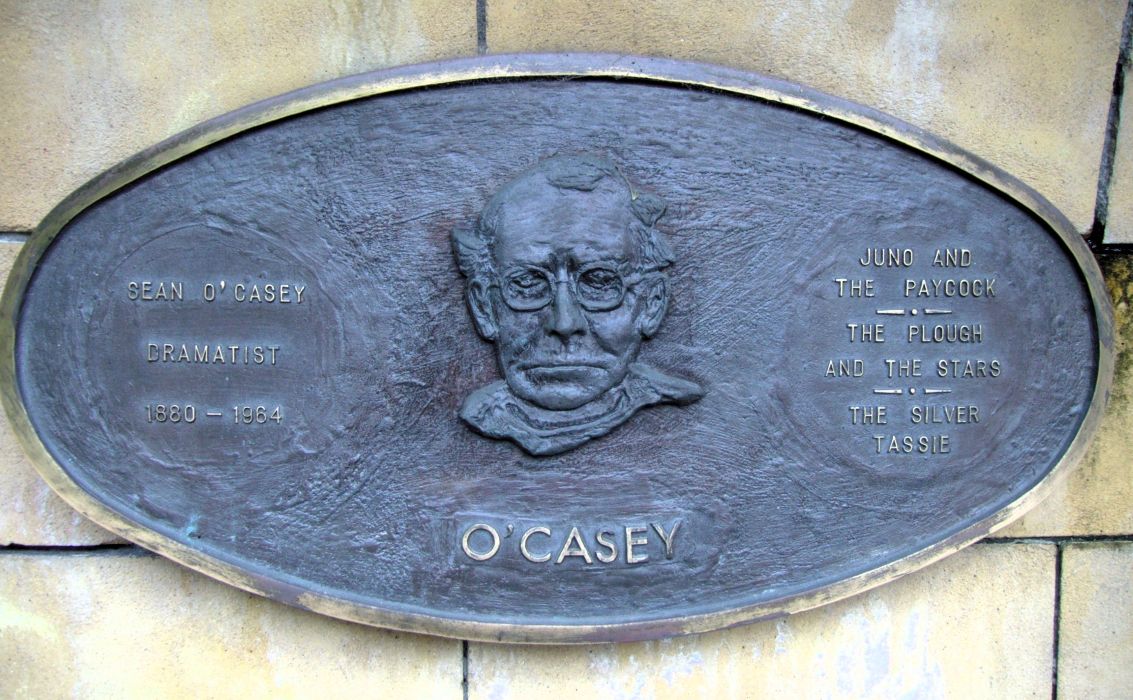 SEAN O'CASEY
DRAMATIST
1880 – 1964
JUNO AND
THE PAYCOCK
THE PLOUGH
AND THE STARS
THE SILVER
TASSIE
O'CASEY